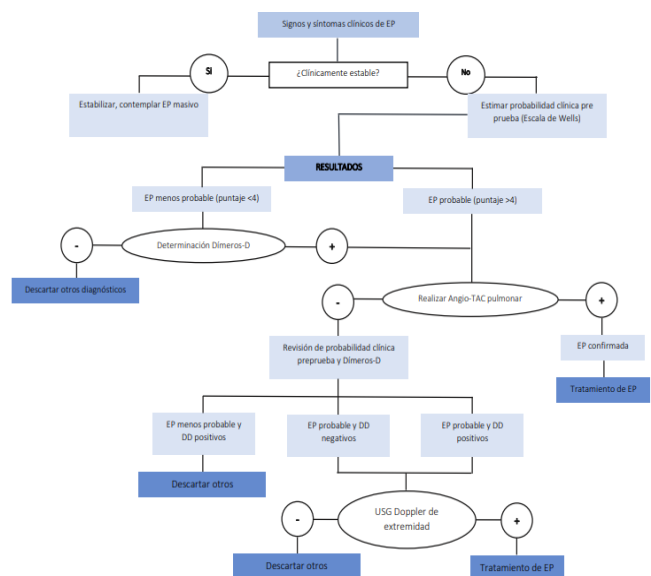 Signos y síntomas clínicos de EP
Si
¿Clínicamente estable?
No
Estabilizar, contemplar EP masivo
Estimar probabilidad clínica pre
prueba (Escala de Wells)
RESULTADOS
EP menos probable (puntaje <4)
EP probable (puntaje >4)
-
Determinación Dímeros-D
+
Descartar otros diagnósticos
-
Realizar Angio-TAC pulmonar
+
Revisión de probabilidad clínica
preprueba y Dímeros-D
EP confirmada
Tratamiento de EP
EP menos probable y
DD positivos
EP probable y DD
negativos
EP probable y DD
positivos
Descartar otros
-
USG Doppler de
extremidad
+
Descartar otros
Tratamiento de EP